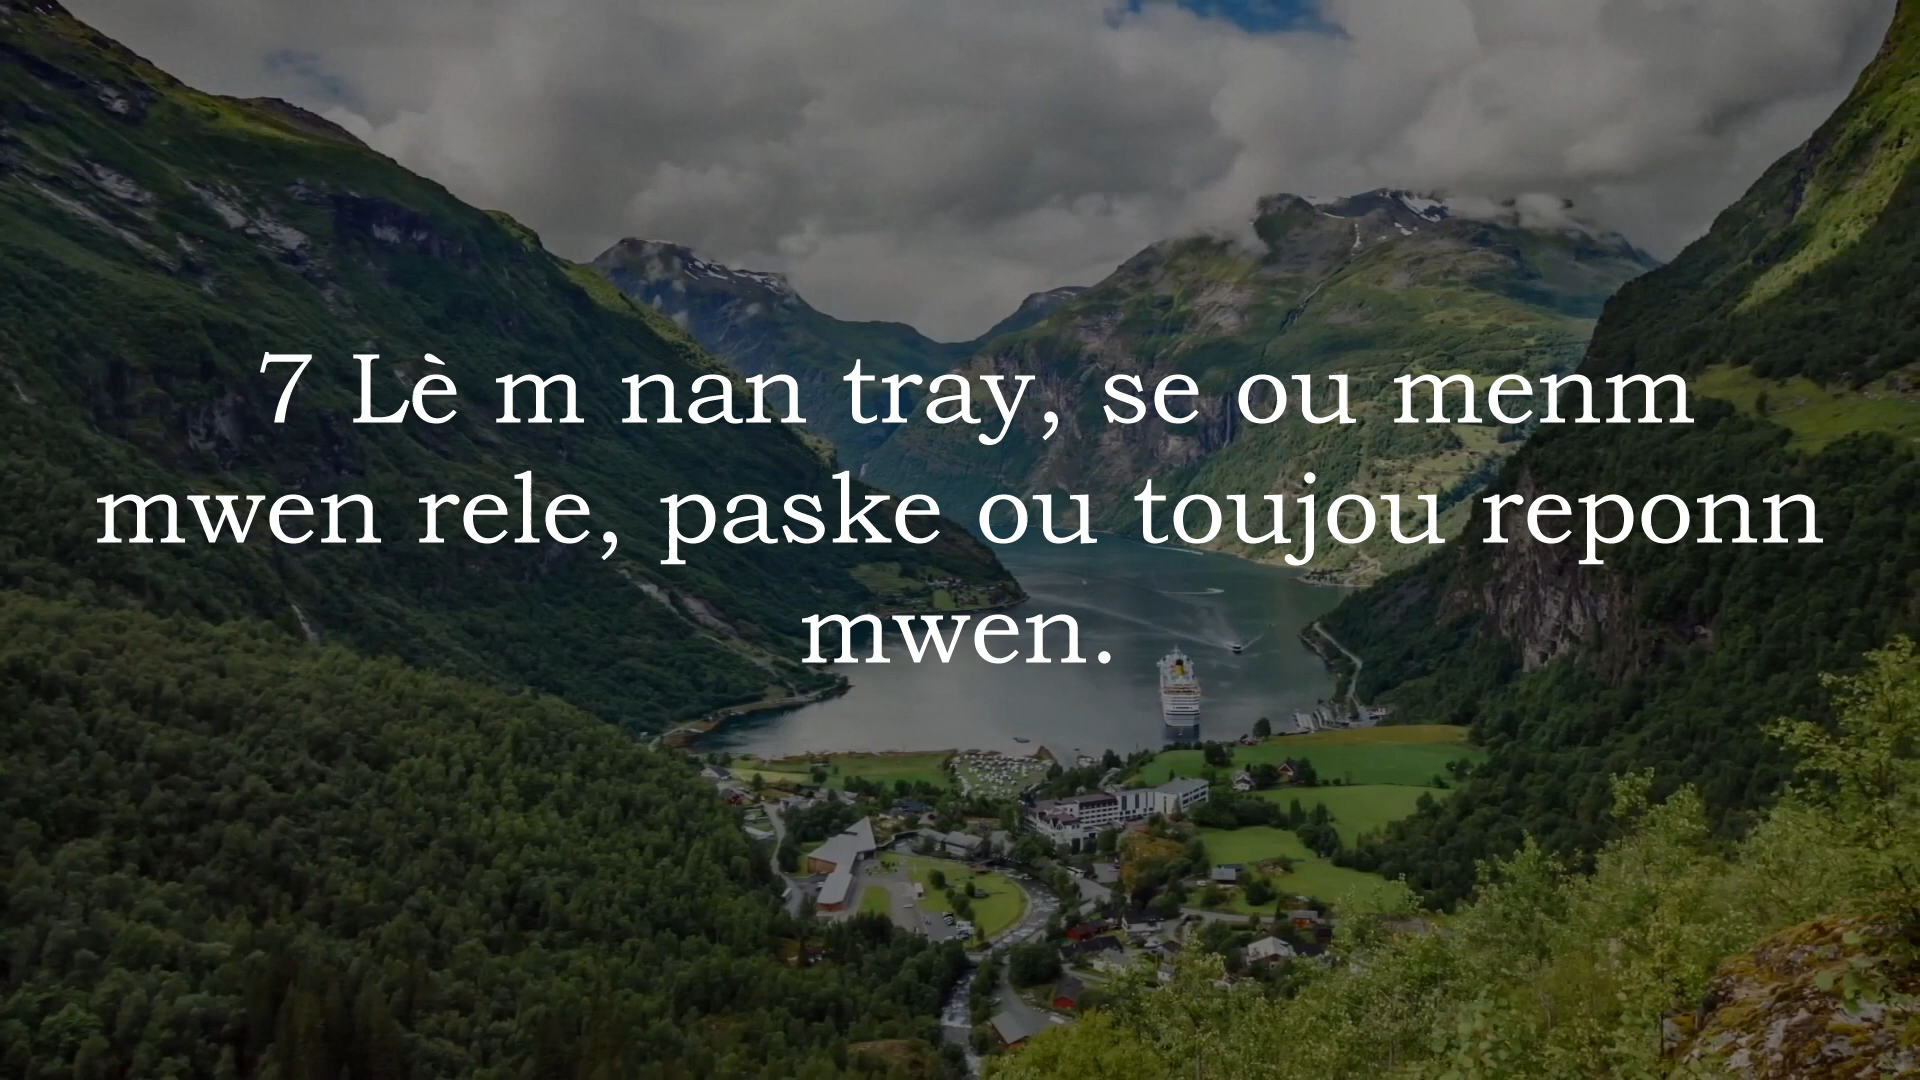 7 Lè m nan tray, se ou menm
mwen rele, paske ou toujou reponn
mwen.